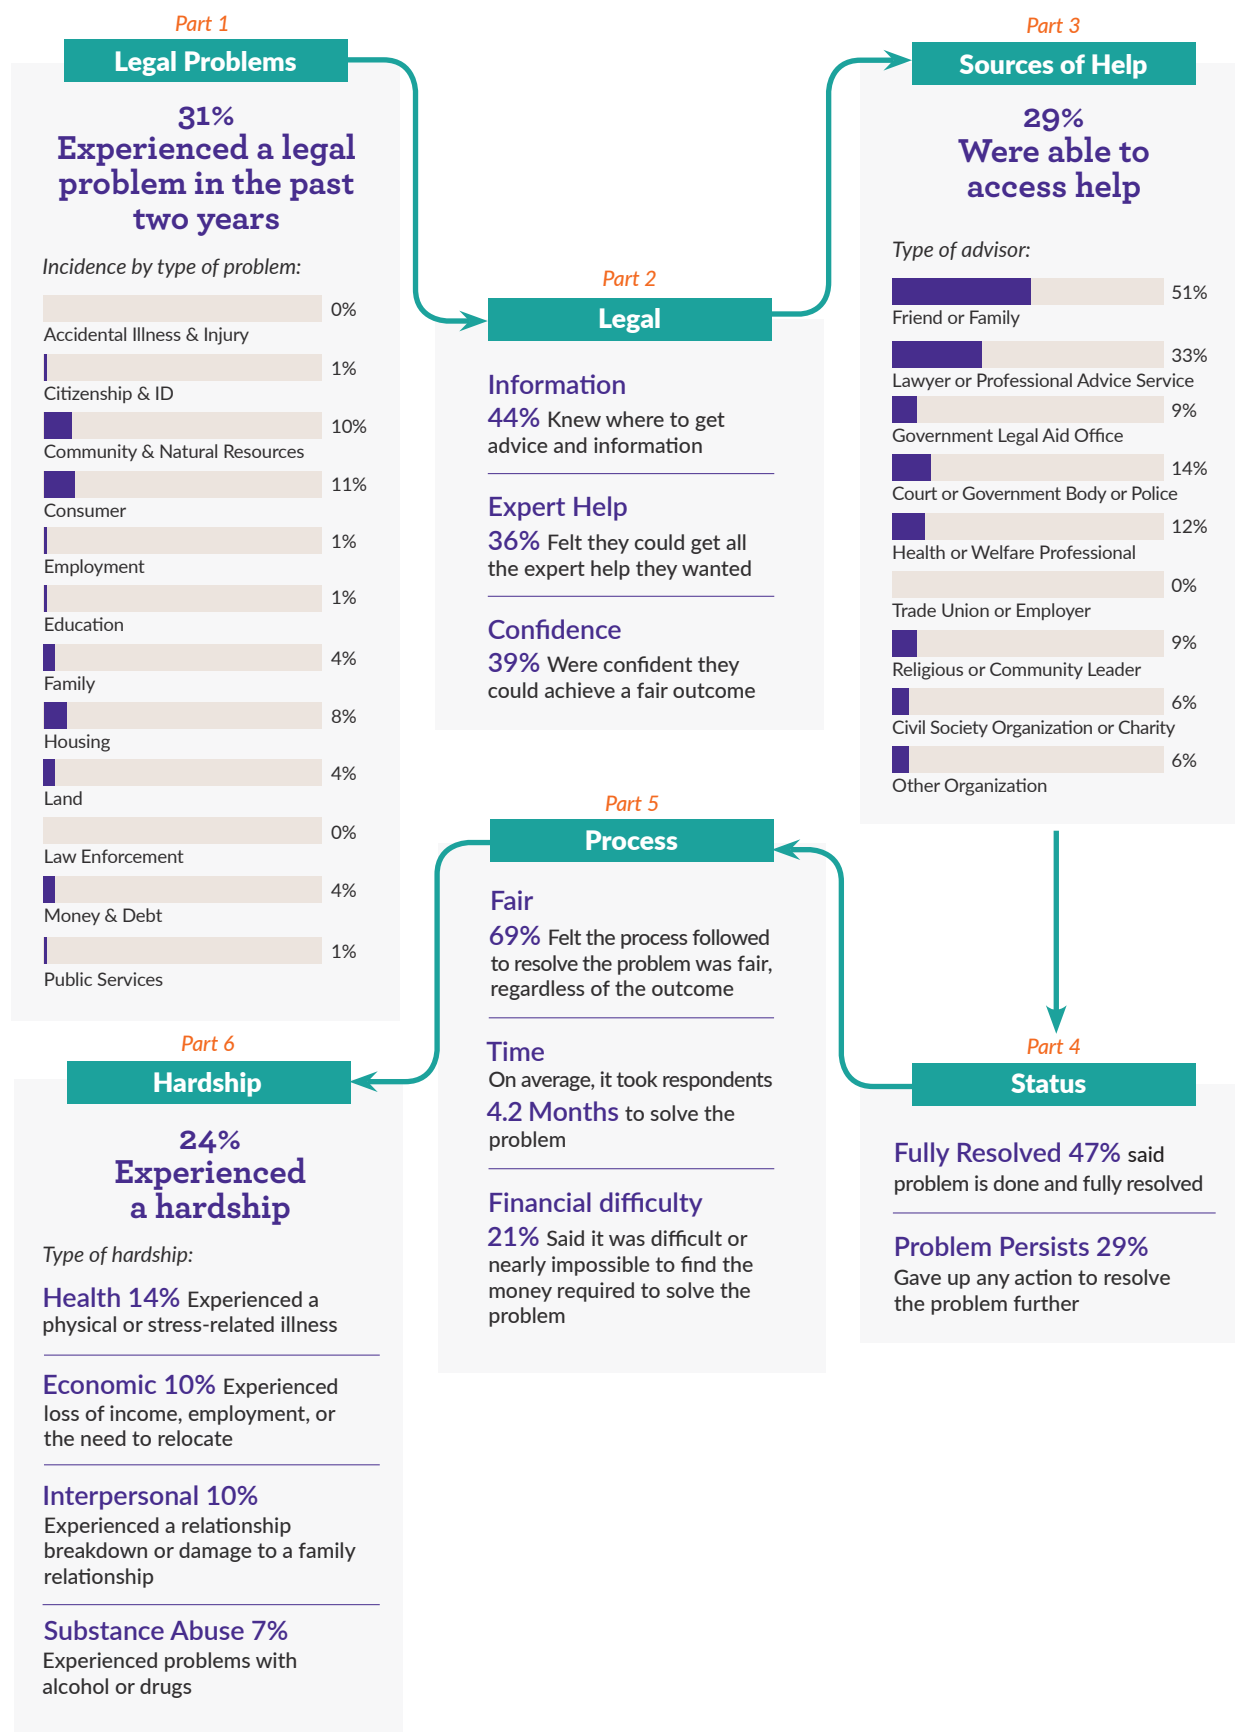 Part 1
Legal Problems
31%
Experienced a legal
problem in the past
two years
Incidence by type of problem:
0%
Accidental Illness & Injury
1%
Citizenship & ID
10%
Community & Natural Resources
11%
Consumer
1%
Employment
1%
Education
4%
Family
8%
Housing
4%
Land
0%
Law Enforcement
4%
Money & Debt
1%
Public Services
Part 2
Legal
Information
44% Knew where to get
advice and information
Expert Help
36% Felt they could get all
the expert help they wanted
Confidence
39% Were confident they
could achieve a fair outcome
Part 3
Sources of Help
29%
Were able to
access help
Type of advisor:
51%
Friend or Family
33%
Lawyer or Professional Advice Service
9%
Government Legal Aid Office
14%
Court or Government Body or Police
12%
Health or Welfare Professional
0%
Trade Union or Employer
9%
Religious or Community Leader
6%
Civil Society Organization or Charity
6%
Other Organization
Part 4
Status
Fully Resolved 47% said
problem is done and fully resolved
Problem Persists 29%
Gave up any action to resolve
the problem further
Part 5
Process
Fair
69% Felt the process followed
to resolve the problem was fair,
regardless of the outcome
Time
On average, it took respondents
4.2 Months to solve the
problem
Financial difficulty
21% Said it was difficult or
nearly impossible to find the
money required to solve the
problem
Part 6
Hardship
24%
Experienced
a hardship
Type of hardship:
Health 14% Experienced a
physical or stress-related illness
Economic 10% Experienced
loss of income, employment, or
the need to relocate
Interpersonal 10%
Experienced a relationship
breakdown or damage to a family
relationship
Substance Abuse 7%
Experienced problems with
alcohol or drugs